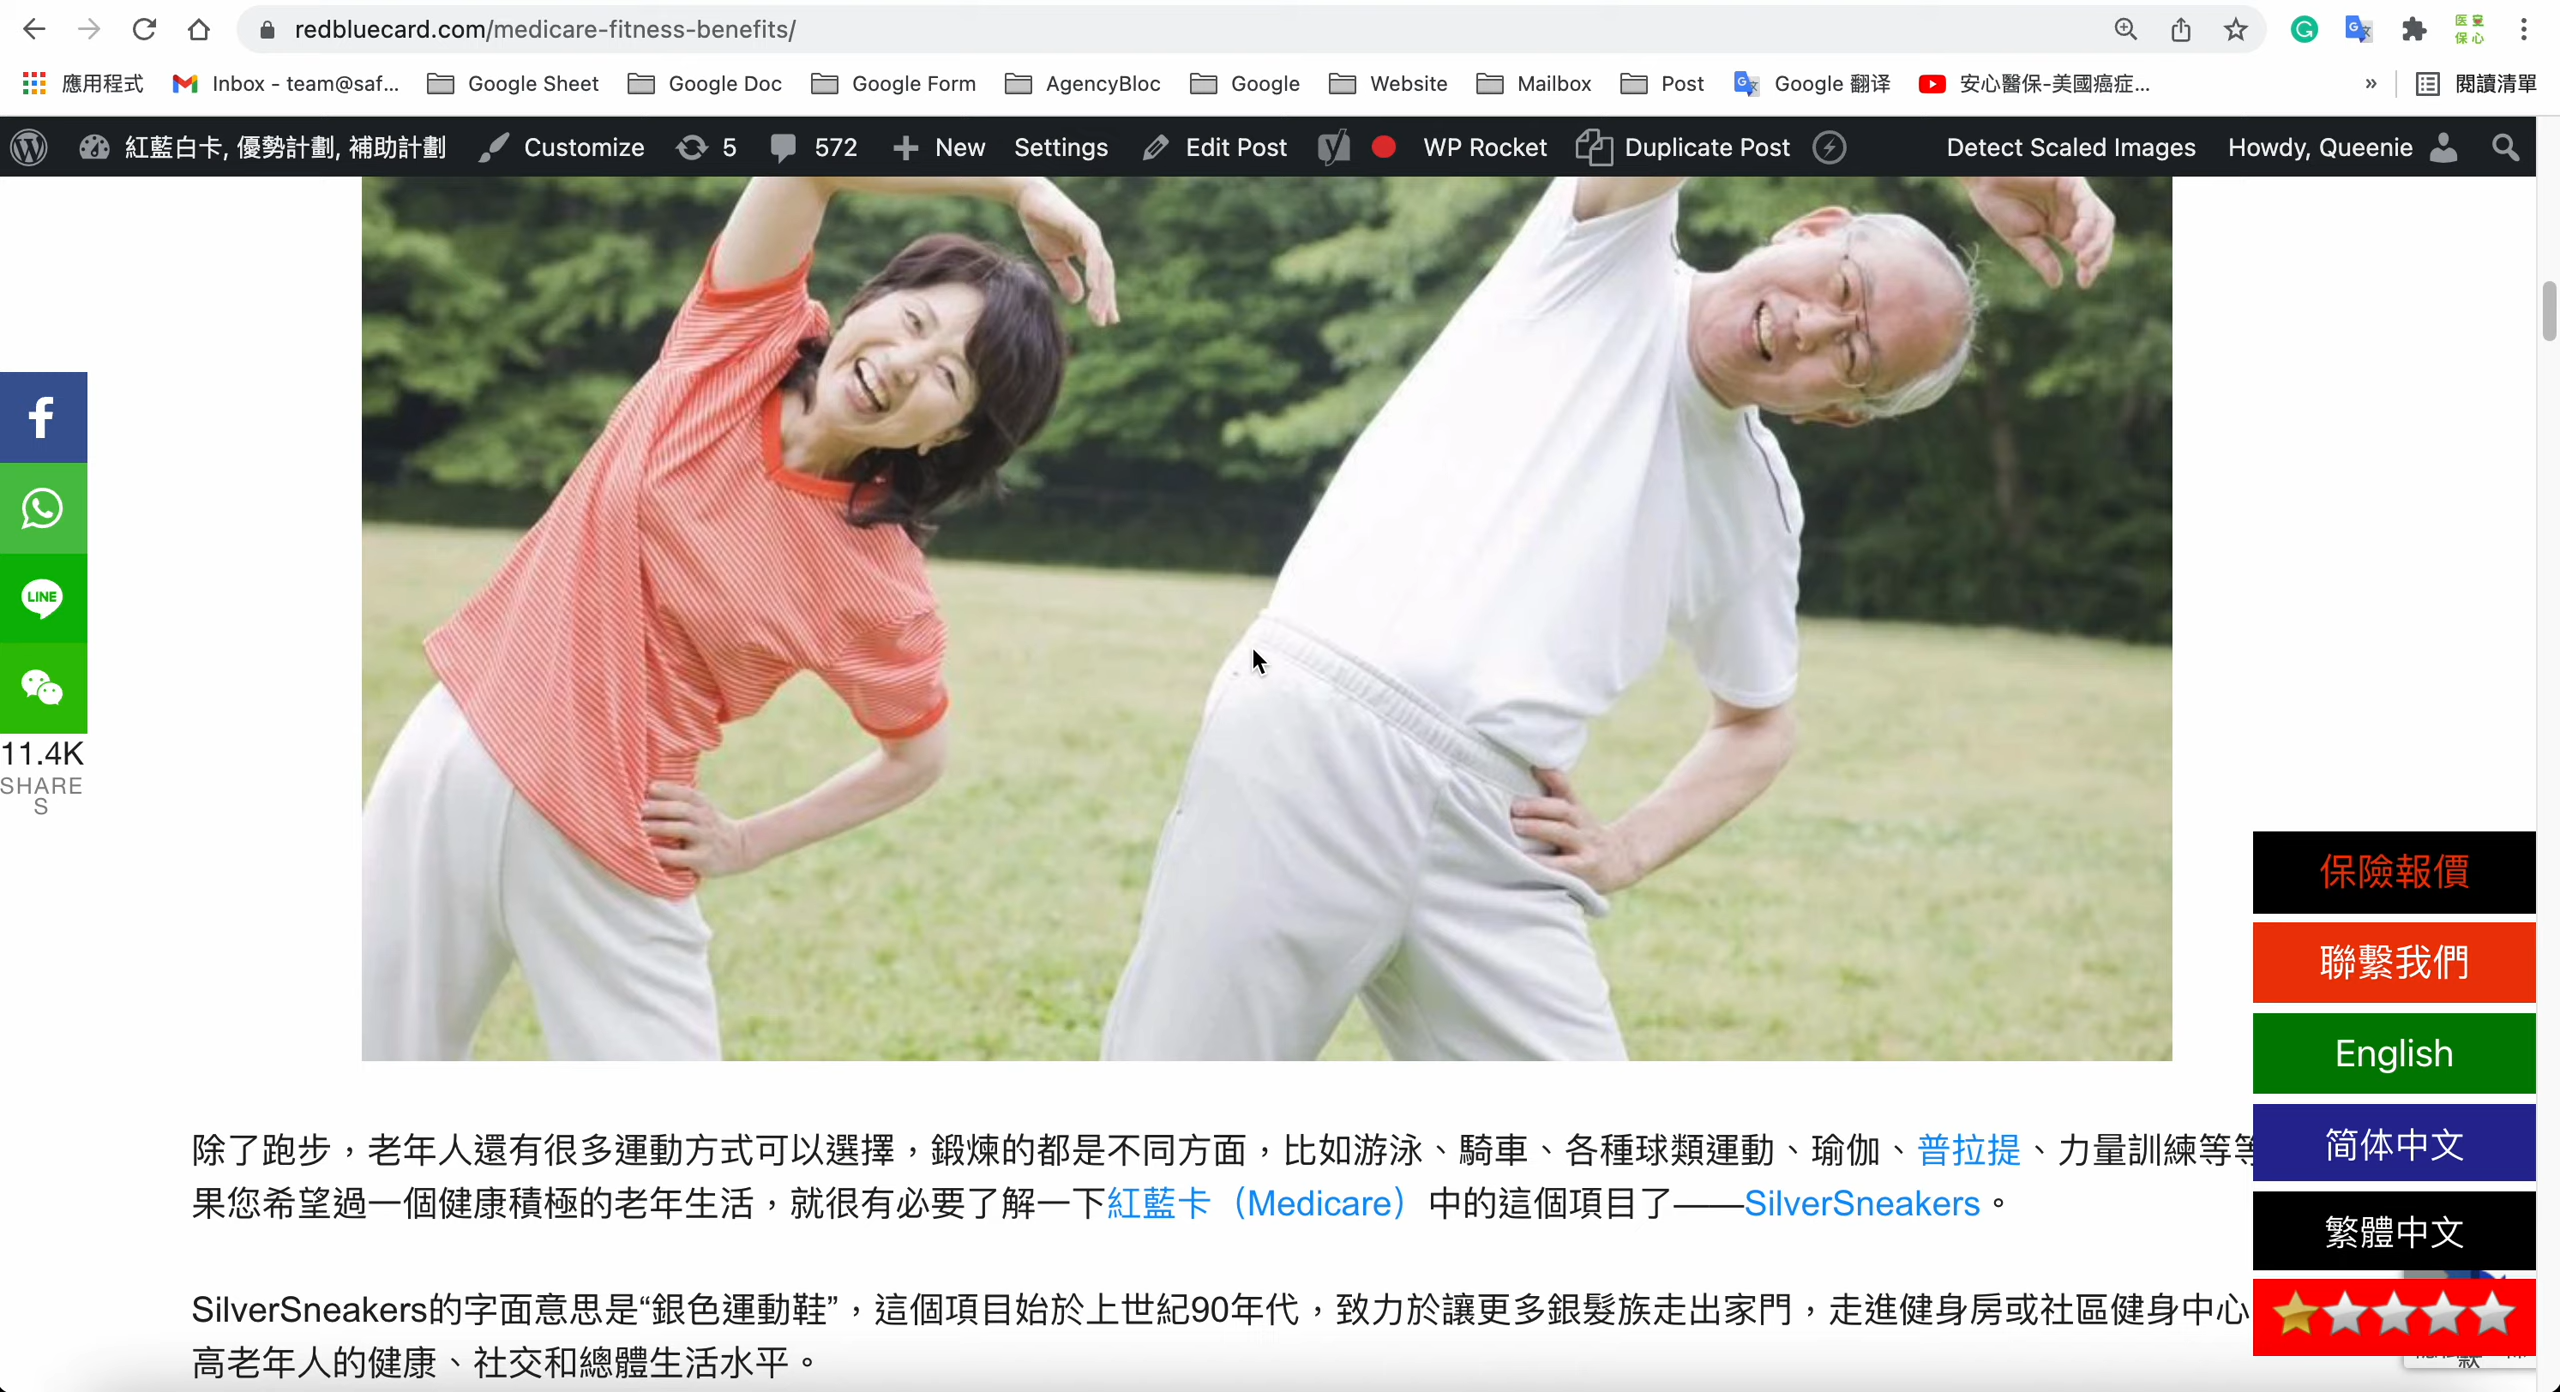 redbluecard.com/medicare-fitness-benefits/
應用程式 Inbox - team@saf... Google Sheet Google Doc Google Form AgencyBloc Google Website Mailbox Post Google 翻译 安心醫保-美國癌症... » 閱讀清單
紅藍白卡, 優勢計劃, 補助計劃 Customize 5 572 New Settings Edit Post WP Rocket Duplicate Post Detect Scaled Images Howdy, Queenie
LINE
11.4K
SHARE
S
保險報價
聯繫我們
English
简体中文
繁體中文
除了跑步，老年人還有很多運動方式可以選擇，鍛煉的都是不同方面，比如游泳、騎車、各種球類運動、瑜伽、普拉提、力量訓練等等
果您希望過一個健康積極的老年生活，就很有必要了解一下紅藍卡（Medicare）中的這個項目了——SilverSneakers。
SilverSneakers的字面意思是“銀色運動鞋”，這個項目始於上世紀90年代，致力於讓更多銀髮族走出家門，走進健身房或社區健身中心
高老年人的健康、社交和總體生活水平。